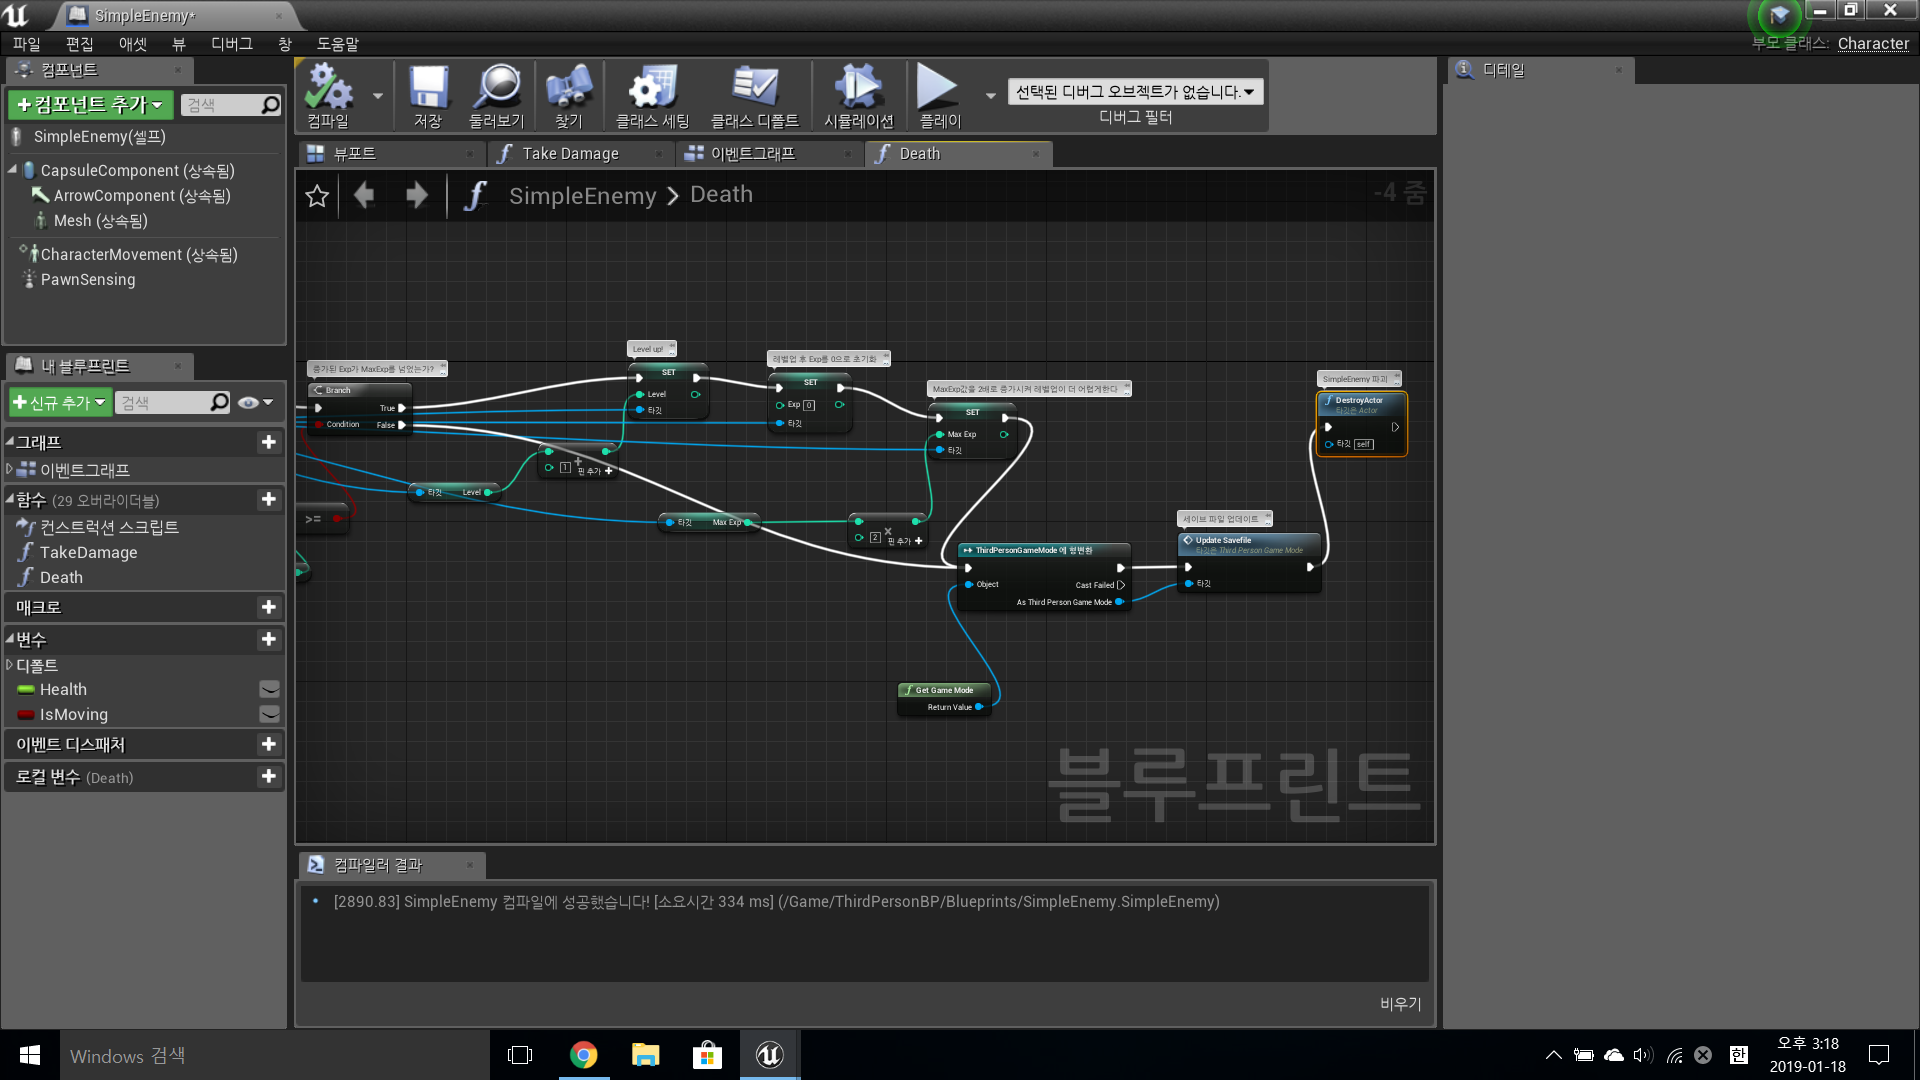 SimpleEnemy*
파일 편집 애셋 뷰 디버그 창 도움말
부모 클래스: Character
컴포넌트
+컴포넌트 추가
검색
SimpleEnemy(셀프)
CapsuleComponent (상속됨)
ArrowComponent (상속됨)
Mesh (상속됨)
CharacterMovement (상속됨)
PawnSensing
내 블루프린트
+신규 추가
검색
그래프
이벤트그래프
함수 (29 오버라이더블)
컨스트럭션 스크립트
TakeDamage
Death
매크로
변수
디폴트
Health
IsMoving
이벤트 디스패처
로컬 변수 (Death)
컴파일 저장 둘러보기 찾기 클래스 세팅 클래스 디폴트 시뮬레이션 플레이
선택된 디버그 오브젝트가 없습니다.
디버그 필터
뷰포트
Take Damage
이벤트그래프
Death
SimpleEnemy > Death
-4 줌
증가된 Exp가 MaxExp를 넘었는가?
Branch
True
Condition False
Level up!
SET
Level
타깃
레벨업 후 Exp를 0으로 초기화
SET
Exp 0
타깃
MaxExp값을 2배로 증가시켜 레벨업이 더 어렵게한다
SET
Max Exp
타깃
+
1 핀 추가 +
타깃 Level
>=
타깃 Max Exp
x
2 핀 추가 +
ThirdPersonGameMode 에 형변환
Object Cast Failed
As Third Person Game Mode
Get Game Mode
Return Value
세이브 파일 업데이트
Update Savefile
타깃은 Third Person Game Mode
타깃
SimpleEnemy 파괴
DestroyActor
타깃은 Actor
타깃 self
블루프린트
컴파일러 결과
[2890.83] SimpleEnemy 컴파일에 성공했습니다! [소요시간 334 ms] (/Game/ThirdPersonBP/Blueprints/SimpleEnemy.SimpleEnemy)
비우기
디테일
Windows 검색
한
오후 3:18
2019-01-18